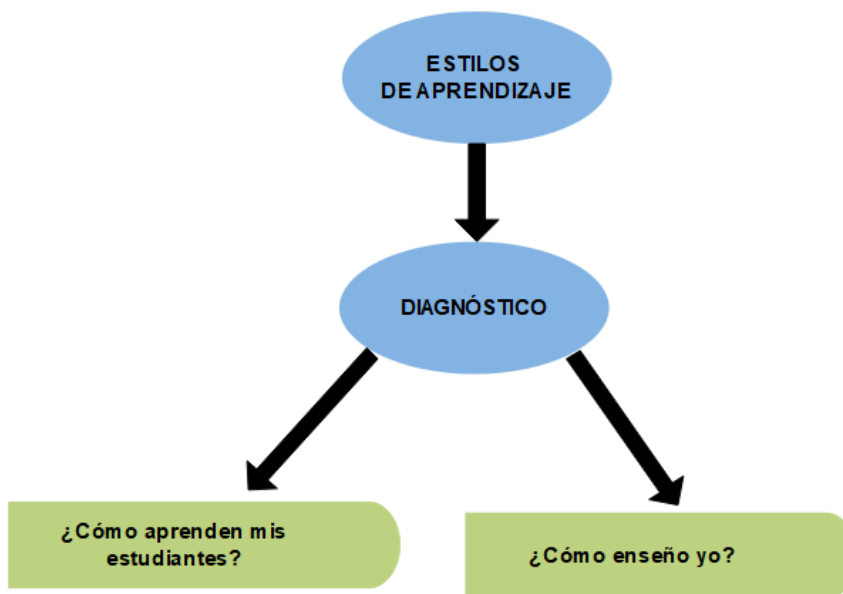 ESTILOS
DE APRENDIZAJE
DIAGNÓSTICO
¿Cómo aprenden mis
estudiantes?
¿Cómo enseño yo?